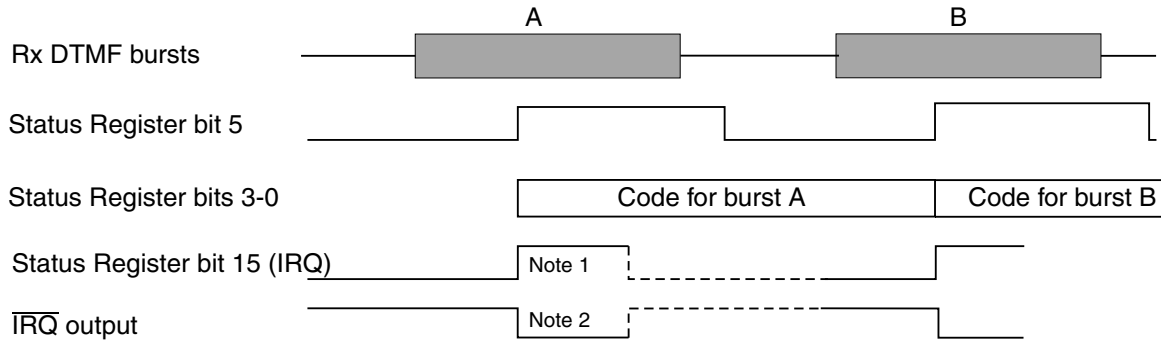 A B
Rx DTMF bursts
Status Register bit 5
Status Register bits 3-0 Code for burst A Code for burst B
Status Register bit 15 (IRQ) Note 1
I̅R̅Q̅ output Note 2